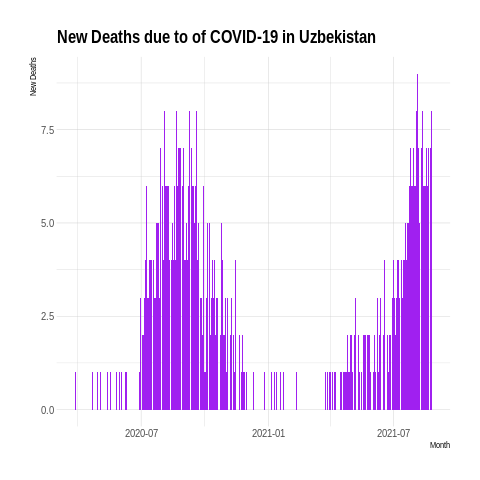 New Deaths due to of COVID-19 in Uzbekistan
New Deaths
7.5
5.0
2.5
0.0
2020-07
2021-01
2021-07
Month